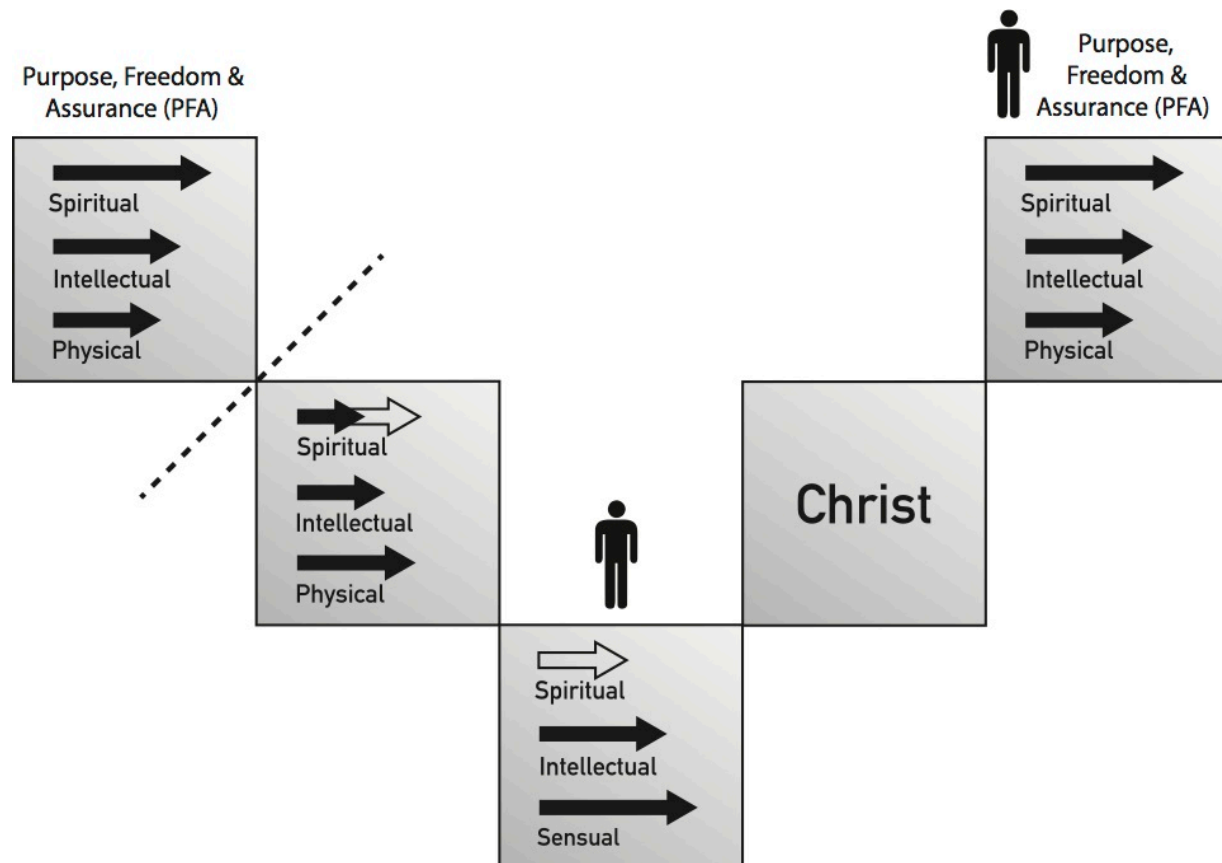 Purpose, Freedom &
Assurance (PFA)
Spiritual
Intellectual
Physical
Spiritual
Intellectual
Physical
Spiritual
Intellectual
Sensual
Christ
Purpose,
Freedom &
Assurance (PFA)
Spiritual
Intellectual
Physical